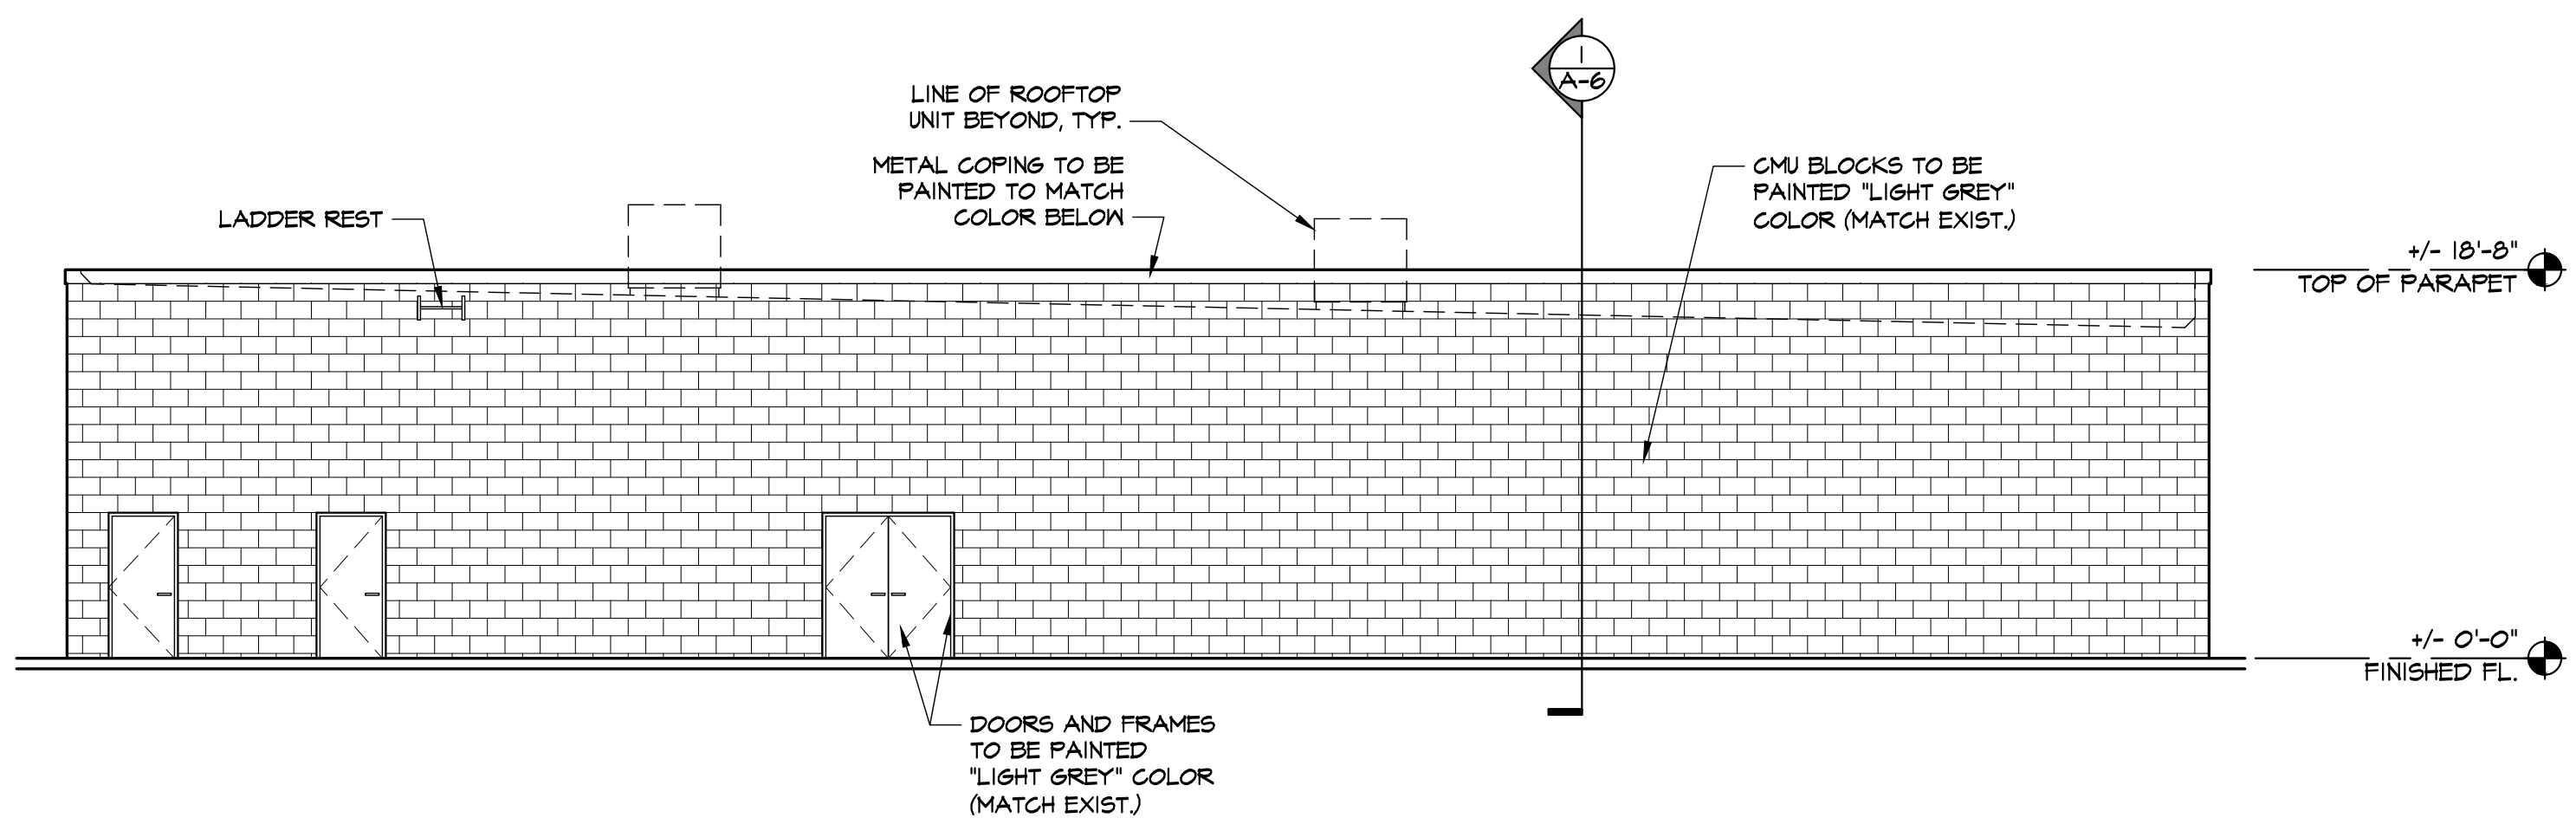 1
A-6
LINE OF ROOFTOP
UNIT BEYOND, TYP.
METAL COPING TO BE
PAINTED TO MATCH
COLOR BELOW
CMU BLOCKS TO BE
PAINTED "LIGHT GREY"
COLOR (MATCH EXIST.)
LADDER REST
+/- 18'-8"
TOP OF PARAPET
+/- 0'-0"
FINISHED FL.
DOORS AND FRAMES
TO BE PAINTED
"LIGHT GREY" COLOR
(MATCH EXIST.)